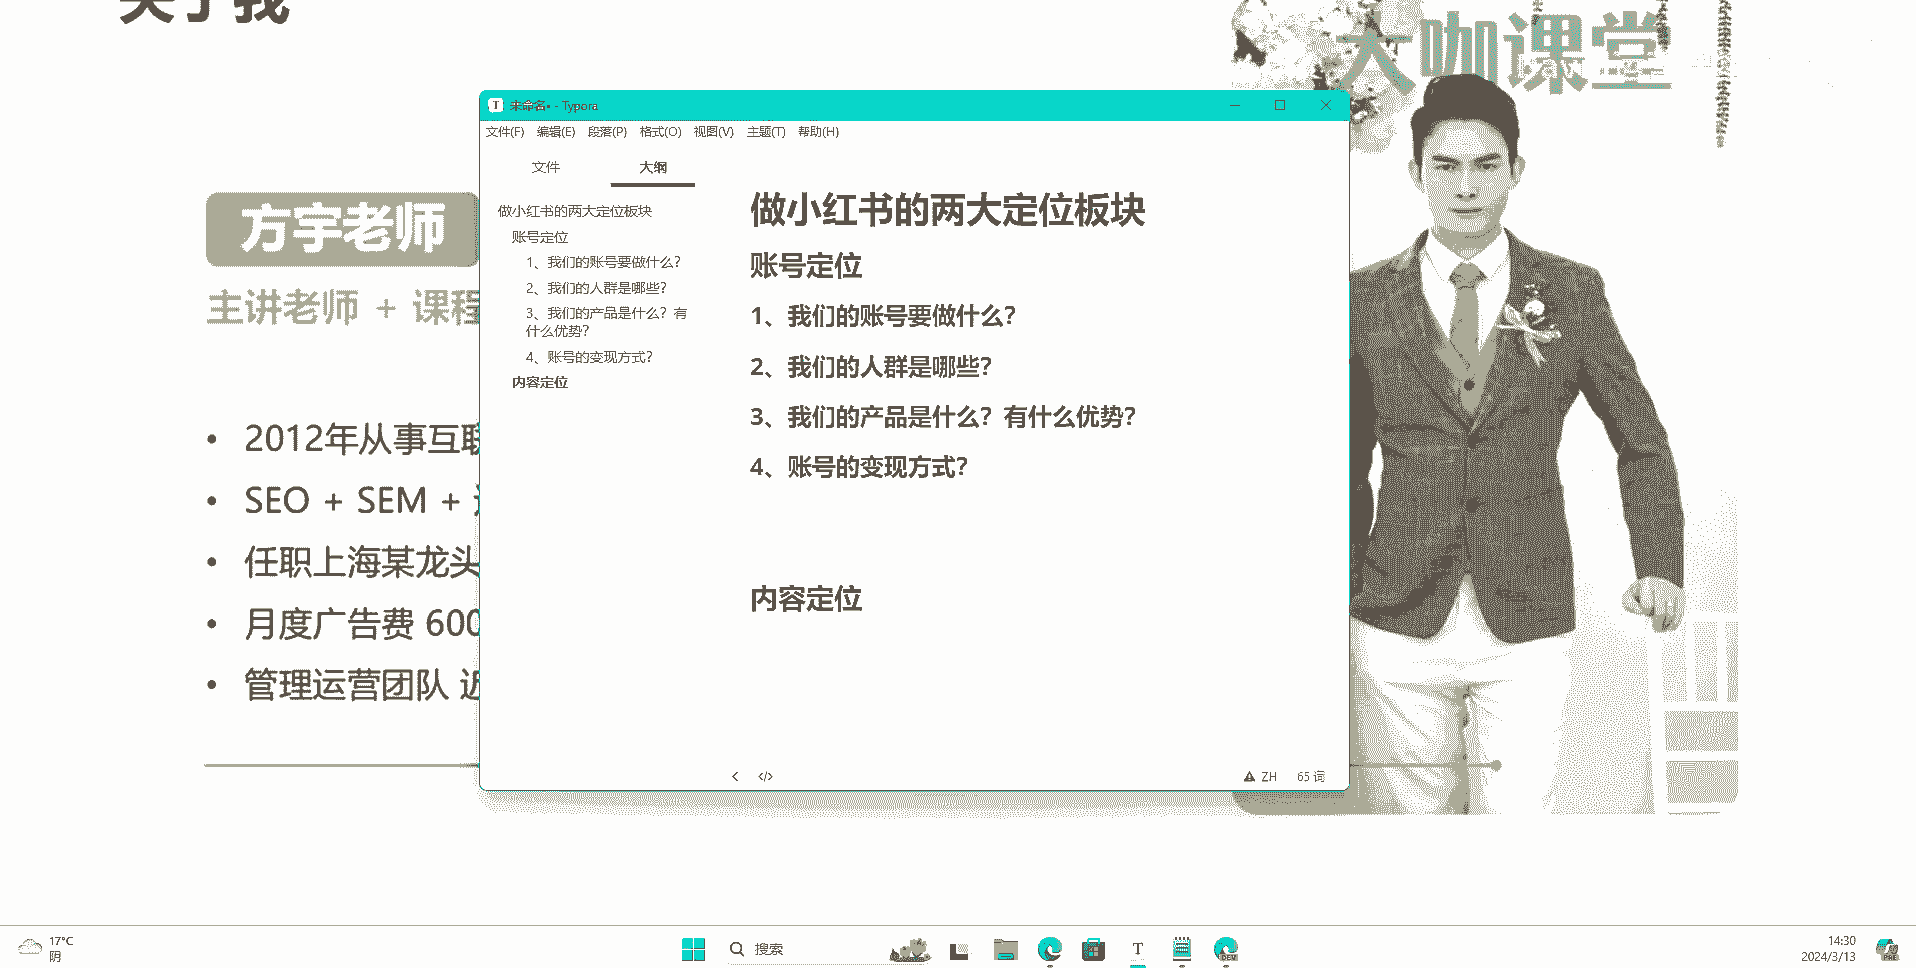 关于我
大咖课堂
方宇老师
主讲老师 + 课程
• 2012年从事互联
• SEO + SEM +
• 任职上海某龙头
• 月度广告费 600
• 管理运营团队 近
未命名• - Typora
文件(F) 编辑(E) 段落(P) 格式(O) 视图(V) 主题(T) 帮助(H)
文件 大纲
做小红书的两大定位板块
账号定位
1、我们的账号要做什么？
2、我们的人群是哪些？
3、我们的产品是什么？有
什么优势？
4、账号的变现方式？
内容定位
做小红书的两大定位板块
账号定位
1、我们的账号要做什么？
2、我们的人群是哪些？
3、我们的产品是什么？有什么优势？
4、账号的变现方式？
内容定位
ZH 65 词
17°C
阴
搜索
T
DEV
14:30
2024/3/13
PRE